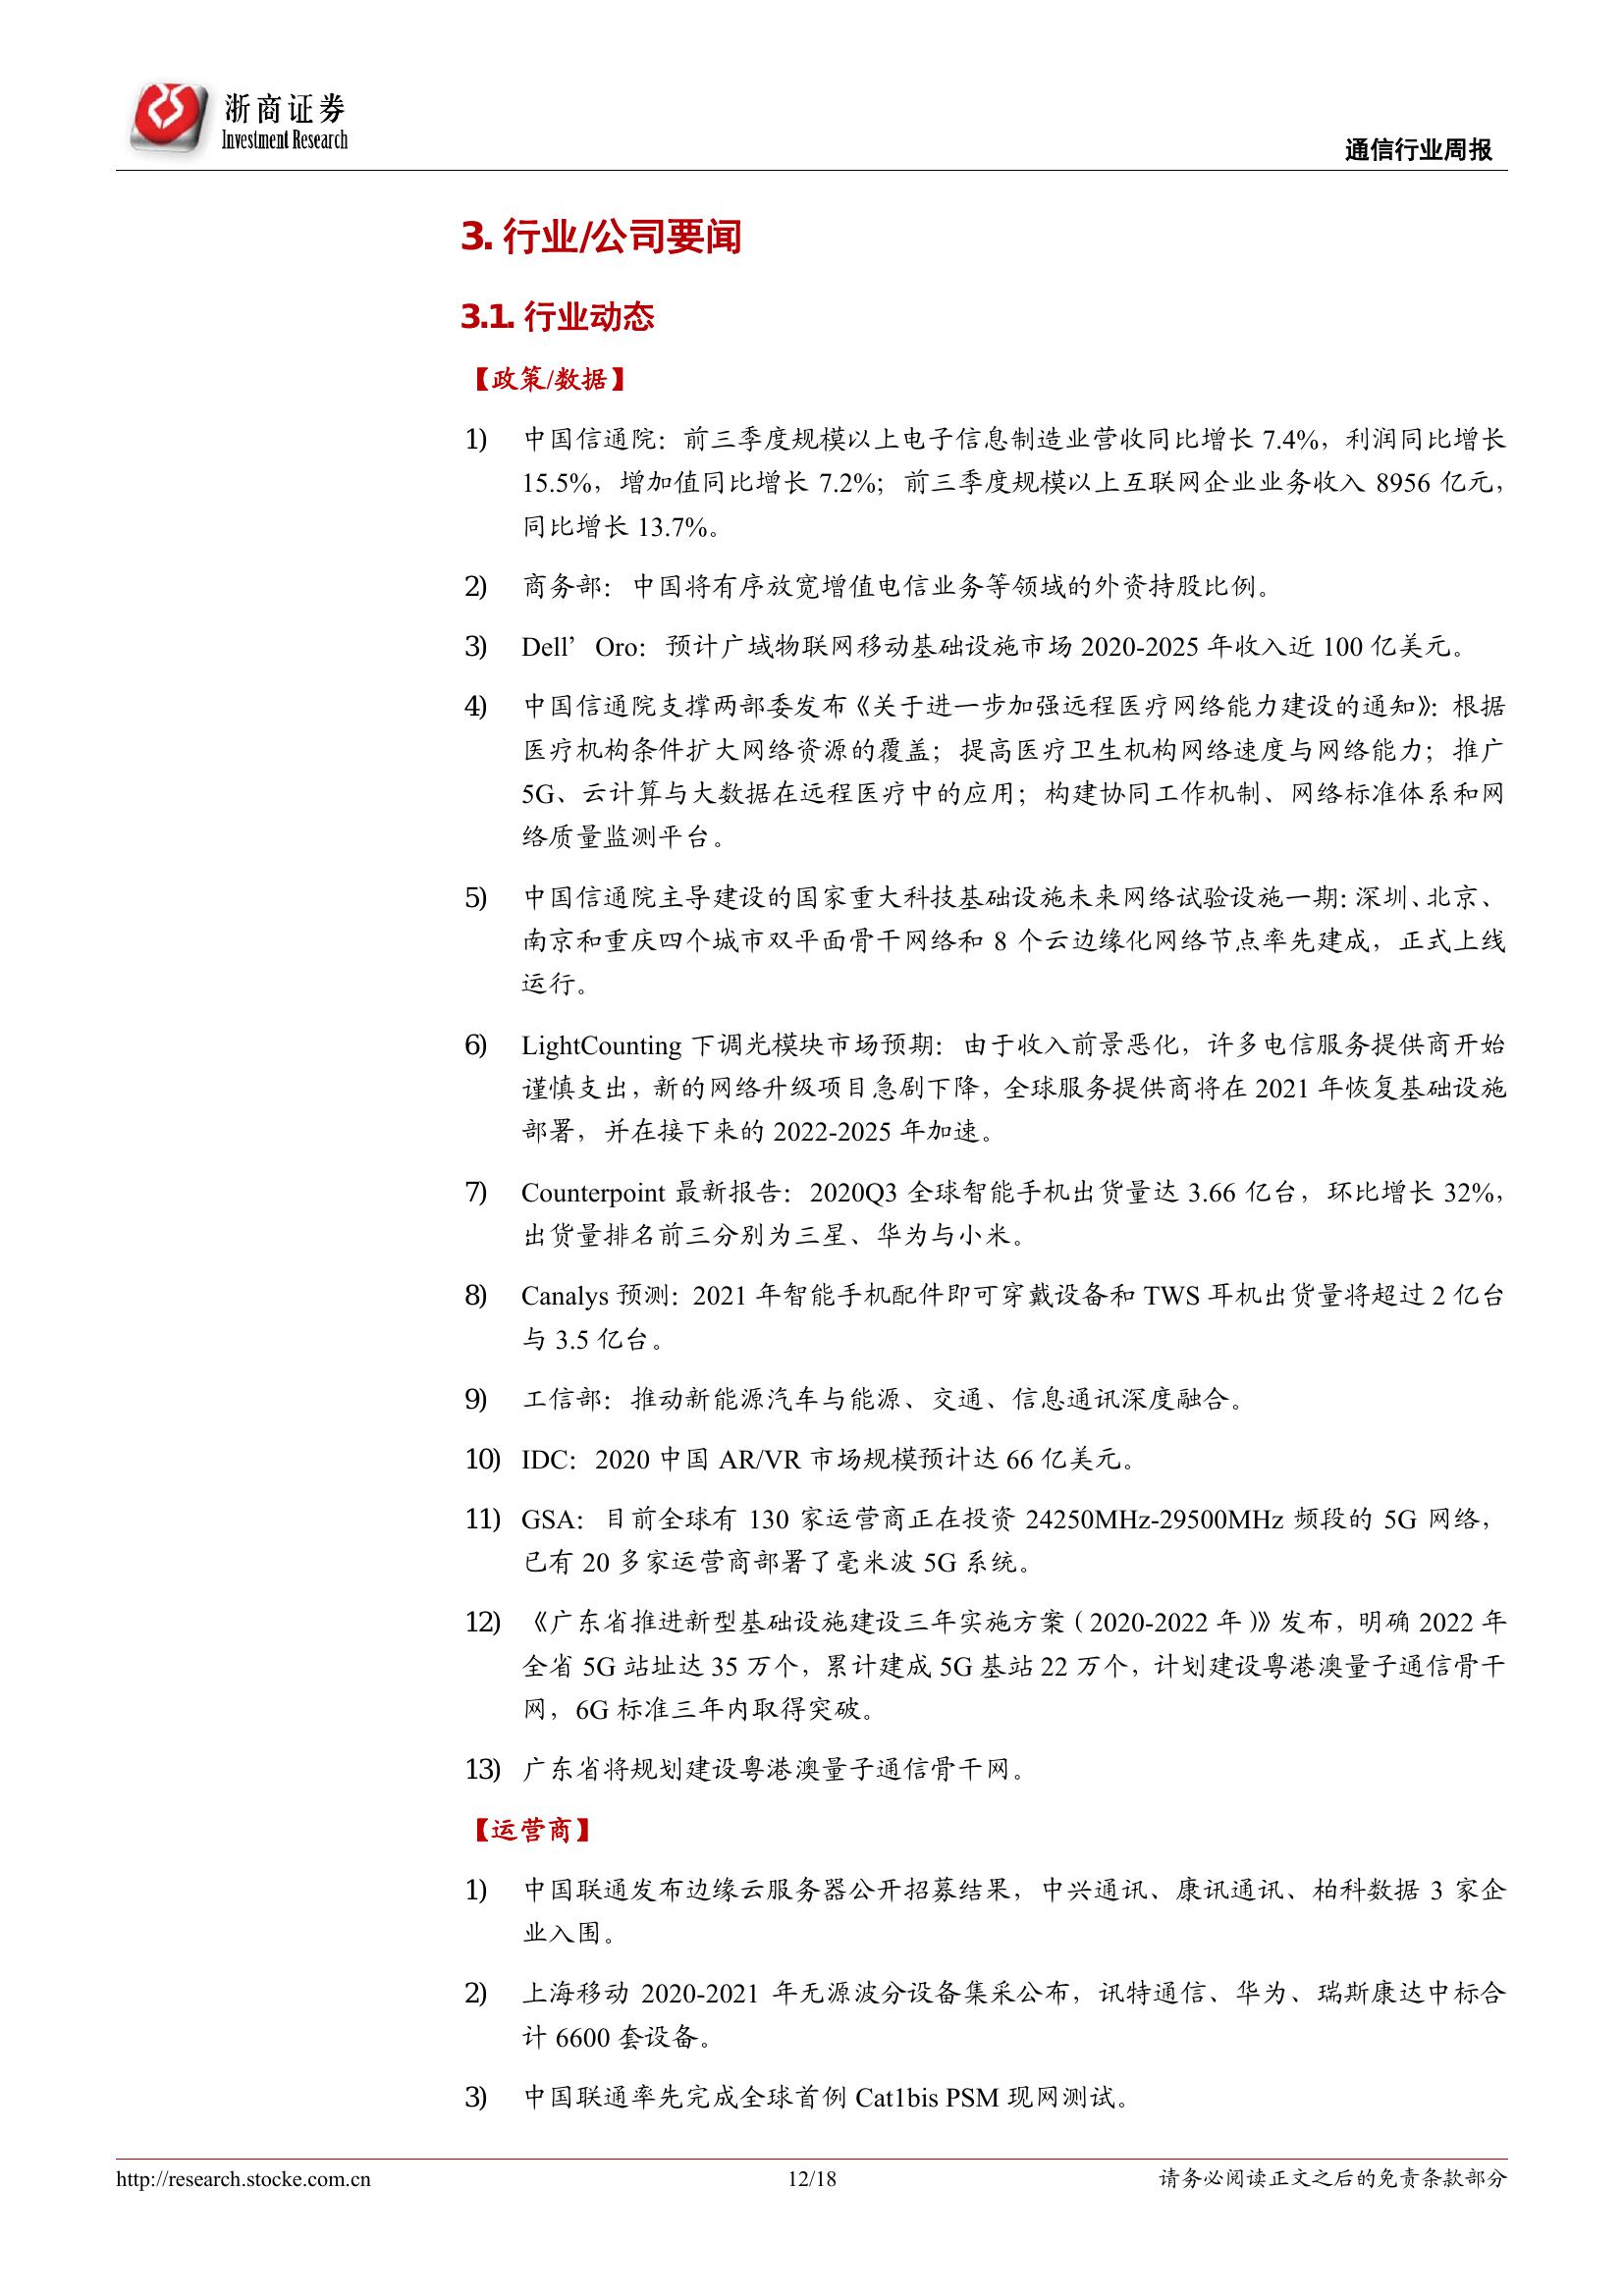 浙商证券
Investment Research
通信行业周报
3. 行业/公司要闻
3.1. 行业动态
【政策/数据】
1) 中国信通院：前三季度规模以上电子信息制造业营收同比增长 7.4%，利润同比增长
15.5%，增加值同比增长 7.2%；前三季度规模以上互联网企业业务收入 8956 亿元，
同比增长 13.7%。
2) 商务部：中国将有序放宽增值电信业务等领域的外资持股比例。
3) Dell’Oro：预计广域物联网移动基础设施市场 2020-2025 年收入近 100 亿美元。
4) 中国信通院支撑两部委发布《关于进一步加强远程医疗网络能力建设的通知》：根据
医疗机构条件扩大网络资源的覆盖；提高医疗卫生机构网络速度与网络能力；推广
5G、云计算与大数据在远程医疗中的应用；构建协同工作机制、网络标准体系和网
络质量监测平台。
5) 中国信通院主导建设的国家重大科技基础设施未来网络试验设施一期：深圳、北京、
南京和重庆四个城市双平面骨干网络和 8 个云边缘化网络节点率先建成，正式上线
运行。
6) LightCounting 下调光模块市场预期：由于收入前景恶化，许多电信服务提供商开始
谨慎支出，新的网络升级项目急剧下降，全球服务提供商将在 2021 年恢复基础设施
部署，并在接下来的 2022-2025 年加速。
7) Counterpoint 最新报告：2020Q3 全球智能手机出货量达 3.66 亿台，环比增长 32%，
出货量排名前三分别为三星、华为与小米。
8) Canalys 预测：2021 年智能手机配件即可穿戴设备和 TWS 耳机出货量将超过 2 亿台
与 3.5 亿台。
9) 工信部：推动新能源汽车与能源、交通、信息通讯深度融合。
10) IDC：2020 中国 AR/VR 市场规模预计达 66 亿美元。
11) GSA：目前全球有 130 家运营商正在投资 24250MHz-29500MHz 频段的 5G 网络，
已有 20 多家运营商部署了毫米波 5G 系统。
12) 《广东省推进新型基础设施建设三年实施方案（2020-2022 年）》发布，明确 2022 年
全省 5G 站址达 35 万个，累计建成 5G 基站 22 万个，计划建设粤港澳量子通信骨干
网，6G 标准三年内取得突破。
13) 广东省将规划建设粤港澳量子通信骨干网。
【运营商】
1) 中国联通发布边缘云服务器公开招募结果，中兴通讯、康讯通讯、柏科数据 3 家企
业入围。
2) 上海移动 2020-2021 年无源波分设备集采公布，讯特通信、华为、瑞斯康达中标合
计 6600 套设备。
3) 中国联通率先完成全球首例 Cat1bis PSM 现网测试。
http://research.stocke.com.cn
12/18
请务必阅读正文之后的免责条款部分